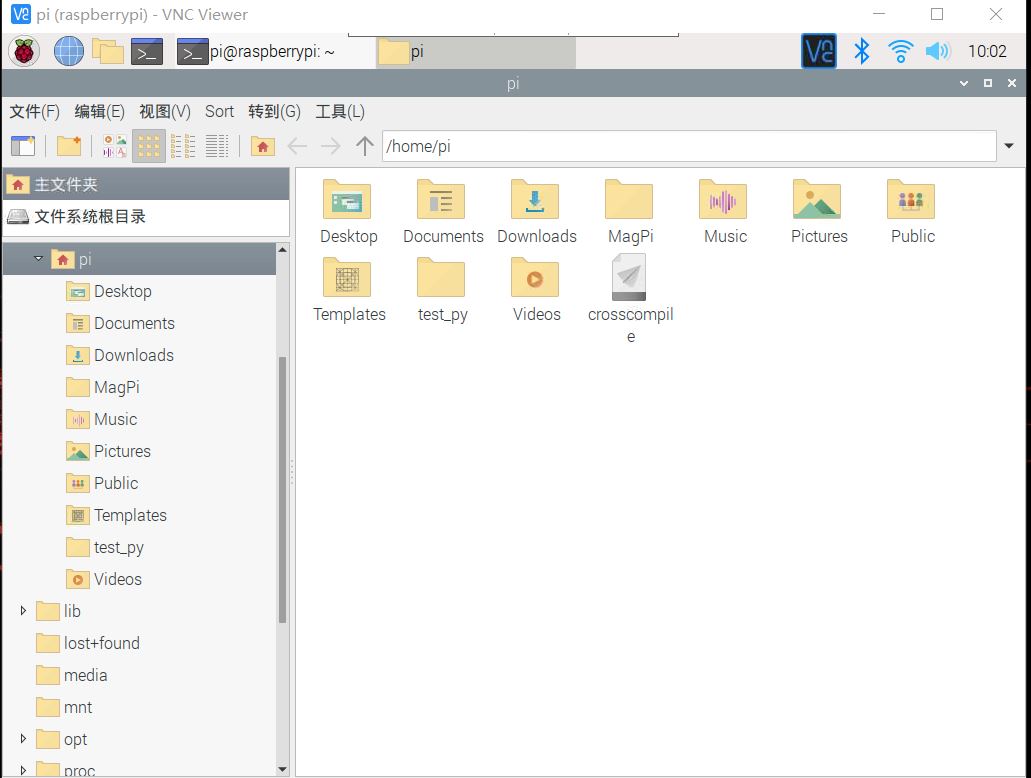 pi (raspberrypi) - VNC Viewer
pi@raspberrypi: ~
pi
10:02
pi
文件(F) 编辑(E) 视图(V) Sort 转到(G) 工具(L)
/home/pi
主文件夹
文件系统根目录
pi
Desktop
Documents
Downloads
MagPi
Music
Pictures
Public
Templates
test_py
Videos
lib
lost+found
media
mnt
opt
proc
Desktop Documents Downloads MagPi Music Pictures Public
Templates test_py Videos crosscompil
e